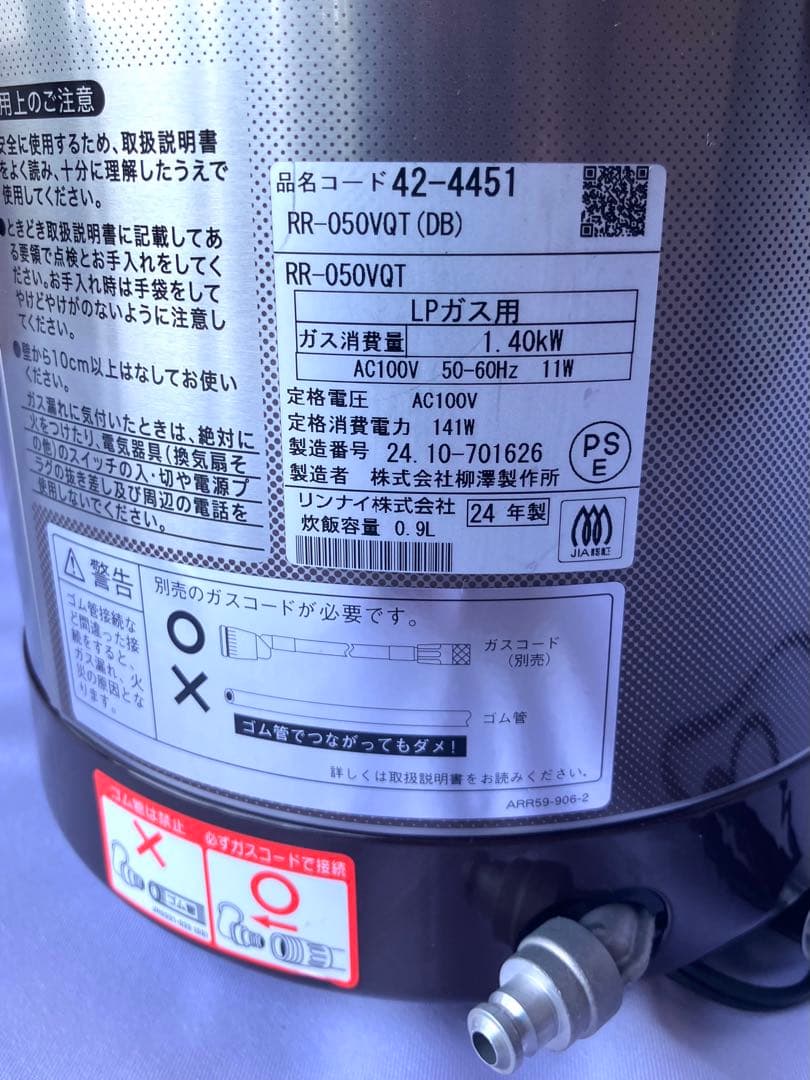 用上のご注意
安全に使用するため、取扱説明書
をよく読み、十分に理解したうえで
使用してください。
●ときどき取扱説明書に記載してあ
る要領で点検とお手入れをしてく
ださい。お手入れ時は手袋をして
やけどやけがのないように注意し
てください。
●壁から10cm以上はなしてお使い
ください。
ガス漏れに気付いたときは、絶対に
火をつけたり、電気器具(換気扇そ
の他)のスイッチの入・切や電源プ
ラグの抜き差し及び周辺の電話を
使用しないでください。
品名コード 42-4451
RR-050VQT(DB)
RR-050VQT
LPガス用
ガス消費量 1.40kW
AC100V 50-60Hz 11W
定格電圧 AC100V
定格消費電力 141W
製造番号 24.10-701626
製造者 株式会社柳澤製作所
リンナイ株式会社 24 年製
炊飯容量 0.9L
PS
E
JIA認証
警告
ゴム管接続な
ど間違った接
続をすると、
ガス漏れ、火
災の原因とな
ります。
別売のガスコードが必要です。
ガスコード
(別売)
ゴム管
ゴム管でつながってもダメ!
詳しくは取扱説明書をお読みください。
ARR59-906-2
ゴム管は禁止
必ずガスコードで接続